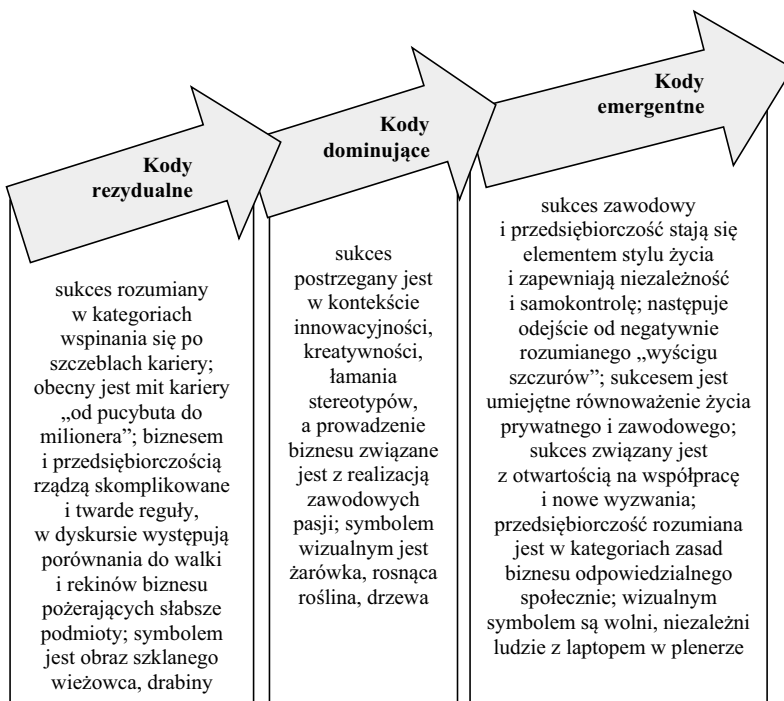 Kody
rezydualne
sukces rozumiany
w kategoriach
wspinania się po
szczeblach kariery;
obecny jest mit kariery
„od pucybuta do
milionera”; biznesem
i przedsiębiorczością
rządzą skomplikowane
i twarde reguły,
w dyskursie występują
porównania do walki
i rekinów biznesu
pożerających słabsze
podmioty; symbolem
jest obraz szklanego
wieżowca, drabiny
Kody
dominujące
sukces
postrzegany jest
w kontekście
innowacyjności,
kreatywności,
łamania
stereotypów,
a prowadzenie
biznesu związane
jest z realizacją
zawodowych
pasji; symbolem
wizualnym jest
żarówka, rosnąca
roślina, drzewa
Kody
emergentne
sukces zawodowy
i przedsiębiorczość stają się
elementem stylu życia
i zapewniają niezależność
i samokontrolę; następuje
odejście od negatywnie
rozumianego „wyścigu
szczurów”; sukcesem jest
umiejętne równoważenie życia
prywatnego i zawodowego;
sukces związany jest
z otwartością na współpracę
i nowe wyzwania;
przedsiębiorczość rozumiana
jest w kategoriach zasad
biznesu odpowiedzialnego
społecznie; wizualnym
symbolem są wolni, niezależni
ludzie z laptopem w plenerze